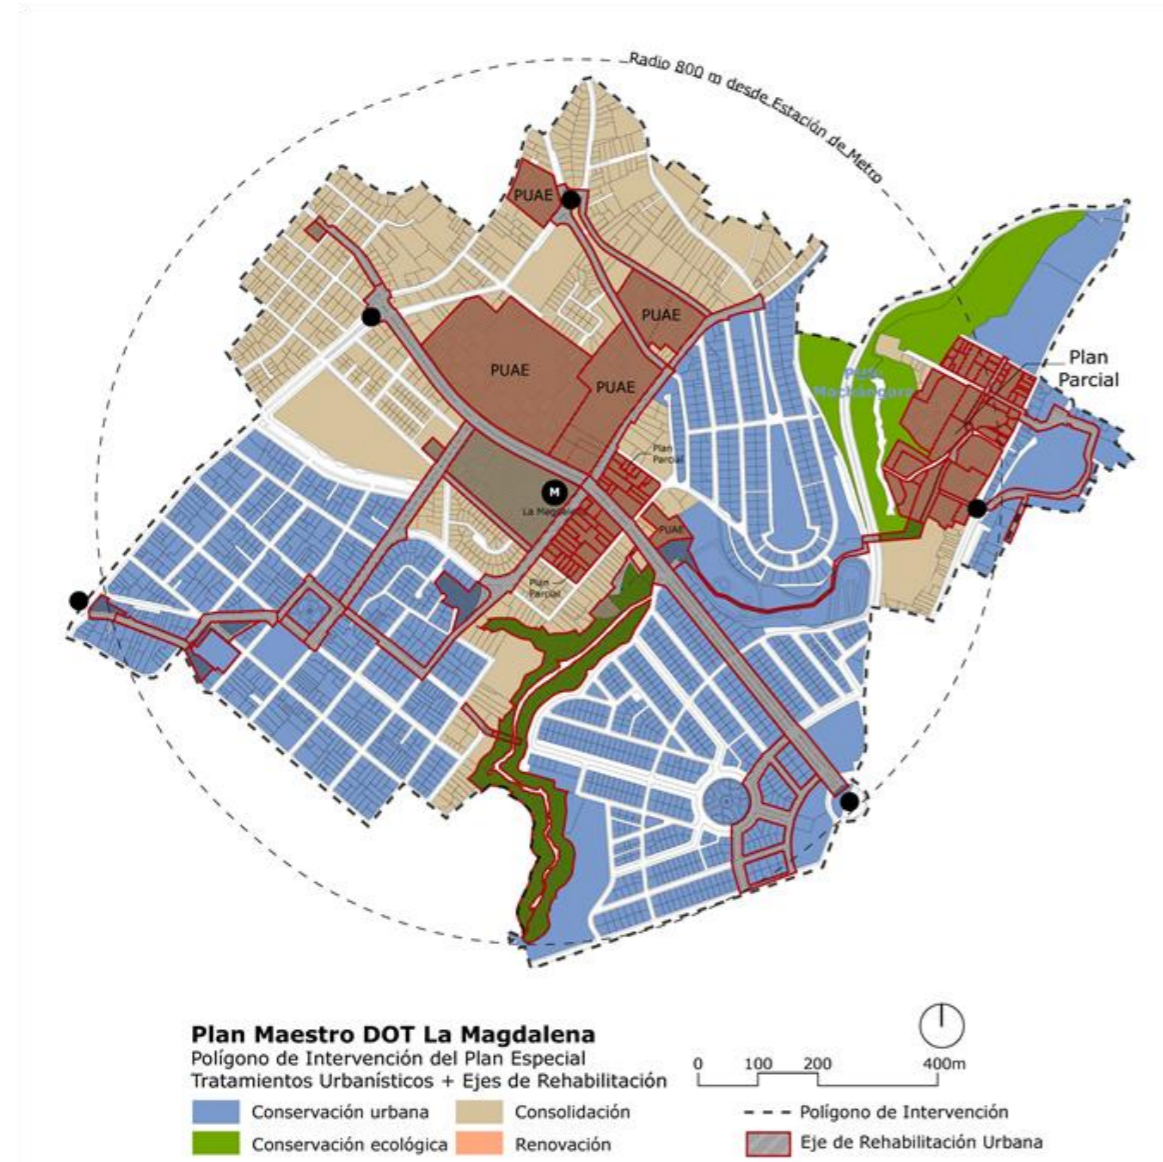 Radio 800 m desde Estación de Metro
PUAE
PUAE
PUAE
PUAE
Plan
Parcial
Plan
Parcial
M
La Magdalena
PUAE
Plan
Parcial
Plan Maestro DOT La Magdalena
Polígono de Intervención del Plan Especial
Tratamientos Urbanísticos + Ejes de Rehabilitación
0 100 200 400m
Conservación urbana
Consolidación
Polígono de Intervención
Conservación ecológica
Renovación
Eje de Rehabilitación Urbana